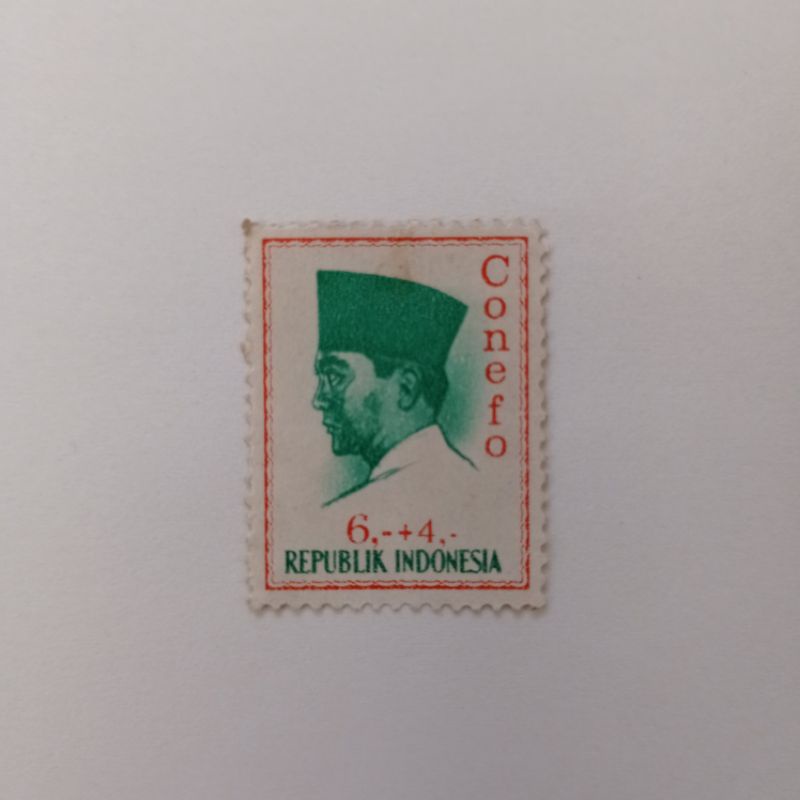 Conefo
6,-+4,-
REPUBLIK INDONESIA